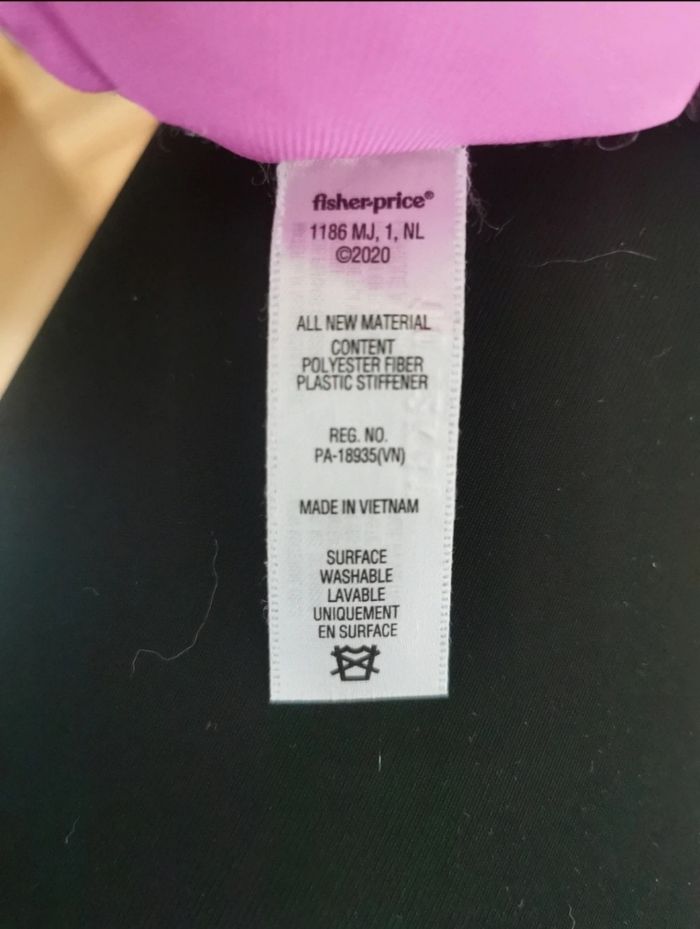 fisher-price®
1186 MJ, 1, NL
©2020
ALL NEW MATERIAL
CONTENT
POLYESTER FIBER
PLASTIC STIFFENER
REG. NO.
PA-18935(VN)
MADE IN VIETNAM
SURFACE
WASHABLE
LAVABLE
UNIQUEMENT
EN SURFACE